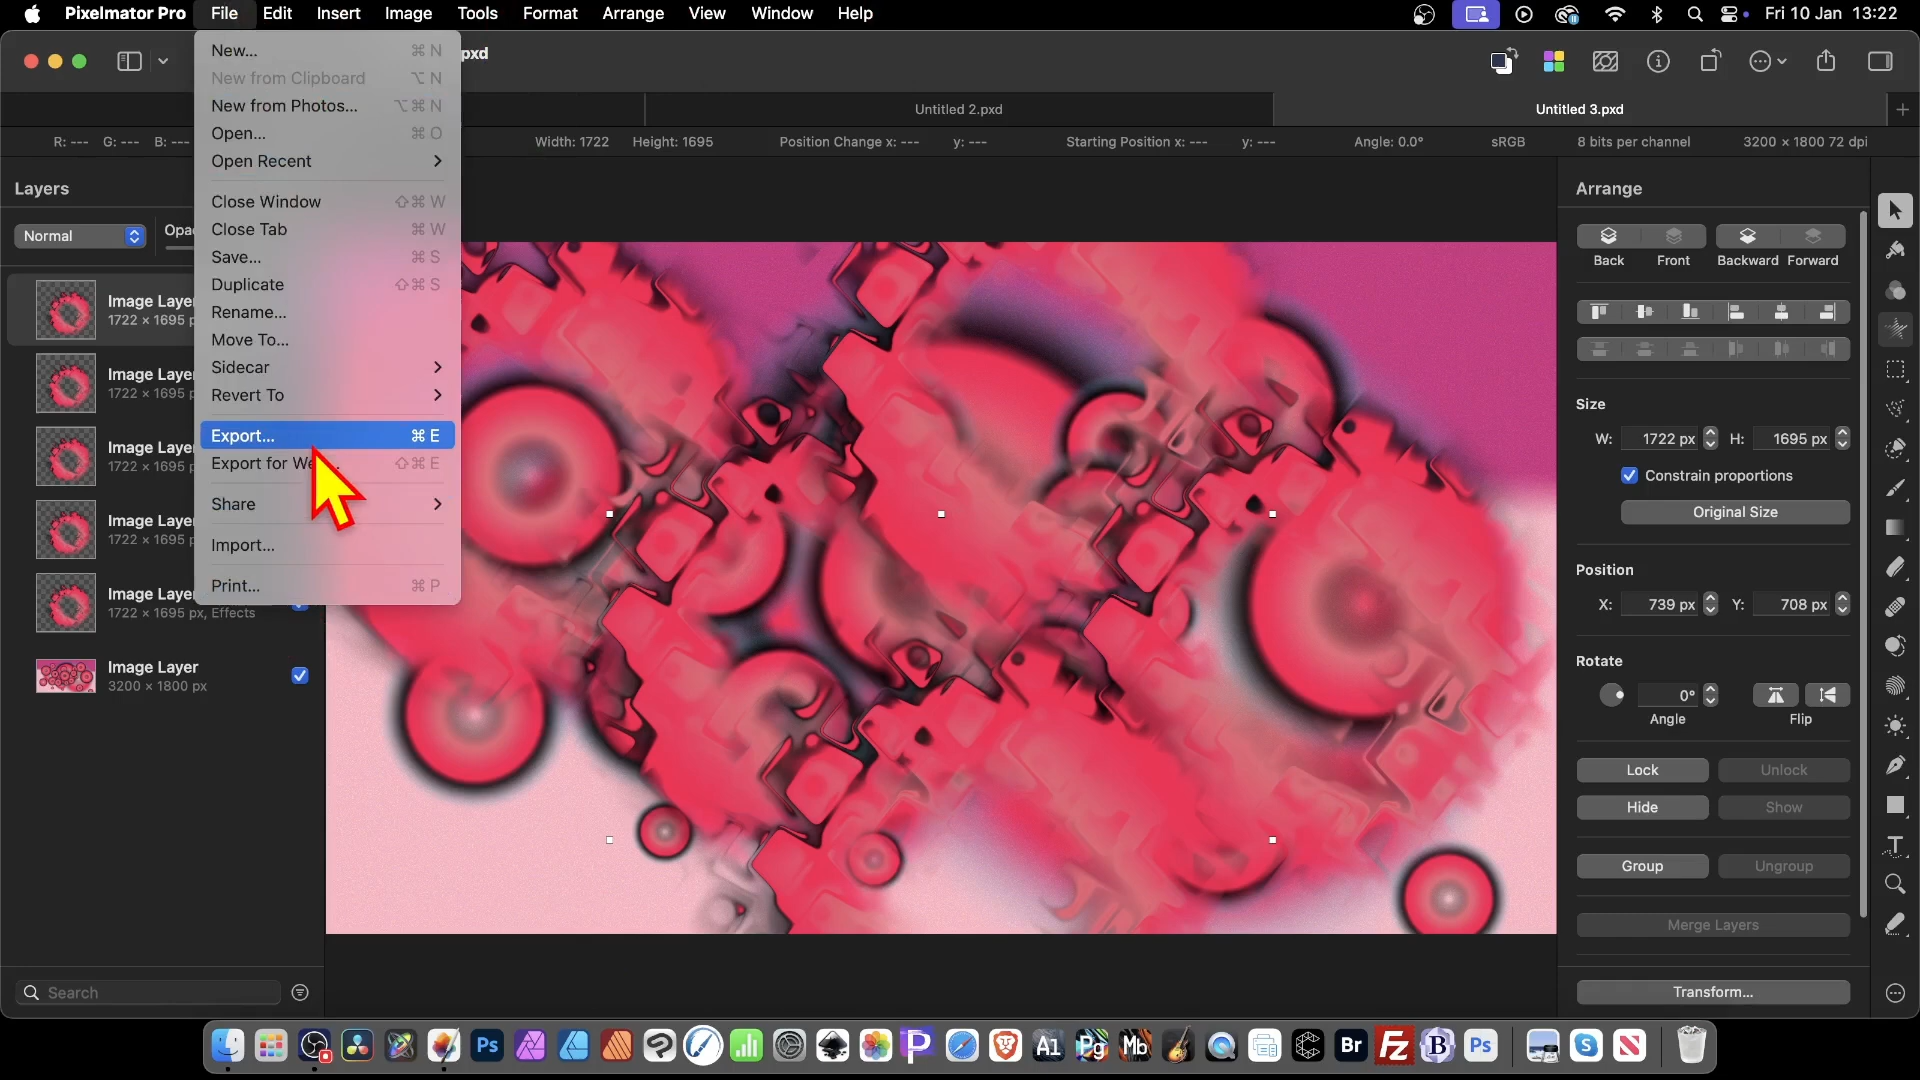 Pixelmator Pro File Edit Insert Image Tools Format Arrange View Window Help Fri 10 Jan 13:22
New... ⌘ N
New from Clipboard ⌥ N
New from Photos... ⌥⌘ N
Open... ⌘ O
Open Recent
Close Window ⇧⌘ W
Close Tab ⌘ W
Save... ⌘ S
Duplicate ⇧⌘ S
Rename...
Move To...
Sidecar
Revert To
Export... ⌘ E
Export for We ⇧⌘ E
Share
Import...
Print... ⌘ P
pxd
Untitled 2.pxd Untitled 3.pxd
R: --- G: --- B: --- Width: 1722 Height: 1695 Position Change x: --- y: --- Starting Position x: --- y: --- Angle: 0.0° sRGB 8 bits per channel 3200 × 1800 72 dpi
Layers
Normal Opa
Image Laye
1722 × 1695 p
Image Laye
1722 × 1695 p
Image Laye
1722 × 1695 p
Image Laye
1722 × 1695 p
Image Laye
1722 × 1695 px, Effects
Image Layer
3200 × 1800 px
Search
Arrange
Back Front Backward Forward
Size
W: 1722 px H: 1695 px
Constrain proportions
Original Size
Position
X: 739 px Y: 708 px
Rotate
0°
Angle Flip
Lock Unlock
Hide Show
Group Ungroup
Merge Layers
Transform...
Ps A1 Pg Mb Br Fz B Ps S N